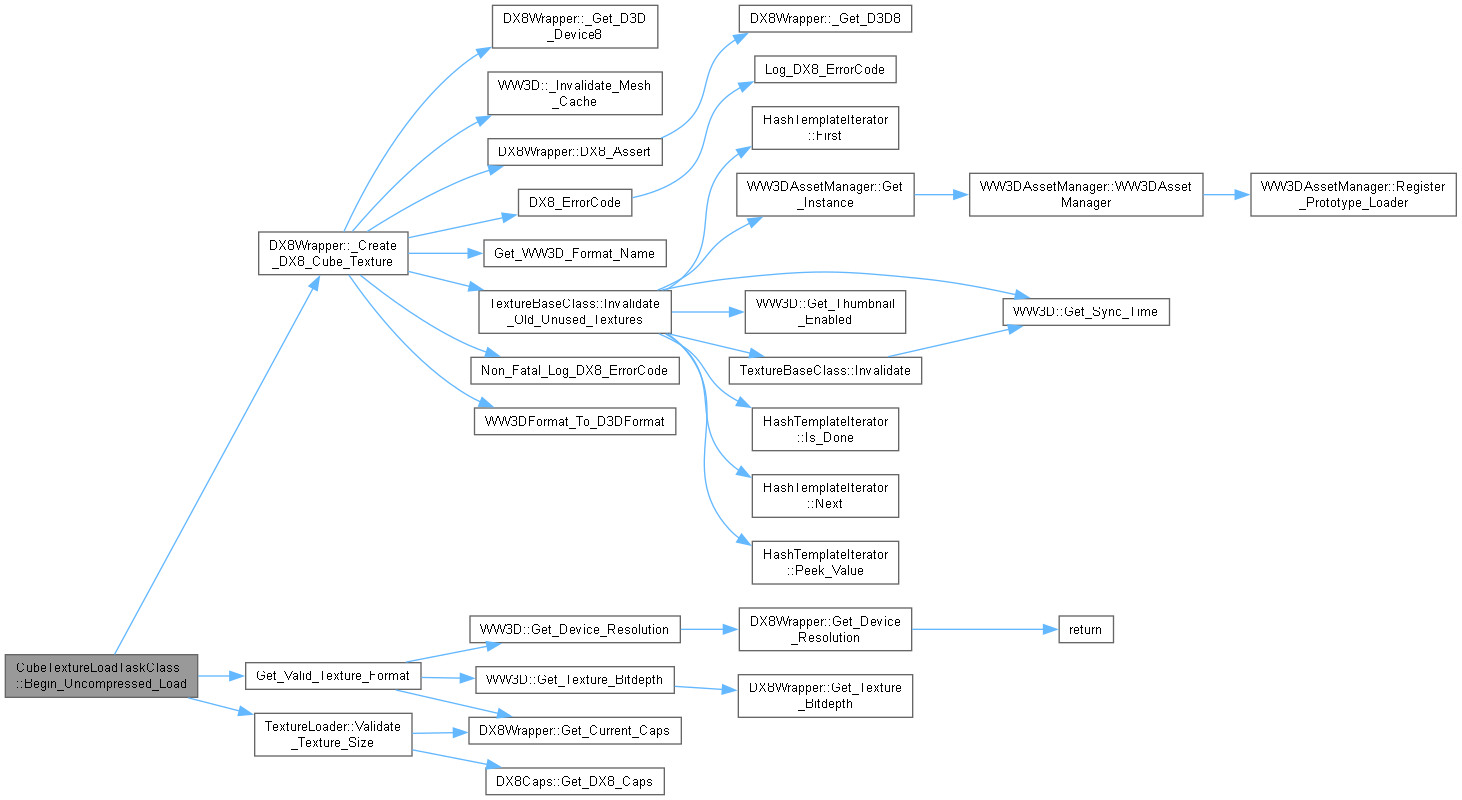 DX8Wrapper::_Get_D3D
_Device8
DX8Wrapper::_Get_D3D8
Log_DX8_ErrorCode
WW3D::_Invalidate_Mesh
_Cache
HashTemplateIterator
::First
DX8Wrapper::DX8_Assert
WW3DAssetManager::Get
_Instance
WW3DAssetManager::WW3DAsset
Manager
WW3DAssetManager::Register
_Prototype_Loader
DX8_ErrorCode
DX8Wrapper::_Create
_DX8_Cube_Texture
Get_WW3D_Format_Name
TextureBaseClass::Invalidate
_Old_Unused_Textures
WW3D::Get_Thumbnail
_Enabled
WW3D::Get_Sync_Time
Non_Fatal_Log_DX8_ErrorCode
TextureBaseClass::Invalidate
WW3DFormat_To_D3DFormat
HashTemplateIterator
::Is_Done
HashTemplateIterator
::Next
HashTemplateIterator
::Peek_Value
CubeTextureLoadTaskClass
::Begin_Uncompressed_Load
Get_Valid_Texture_Format
WW3D::Get_Device_Resolution
DX8Wrapper::Get_Device
_Resolution
return
WW3D::Get_Texture_Bitdepth
DX8Wrapper::Get_Texture
_Bitdepth
TextureLoader::Validate
_Texture_Size
DX8Wrapper::Get_Current_Caps
DX8Caps::Get_DX8_Caps